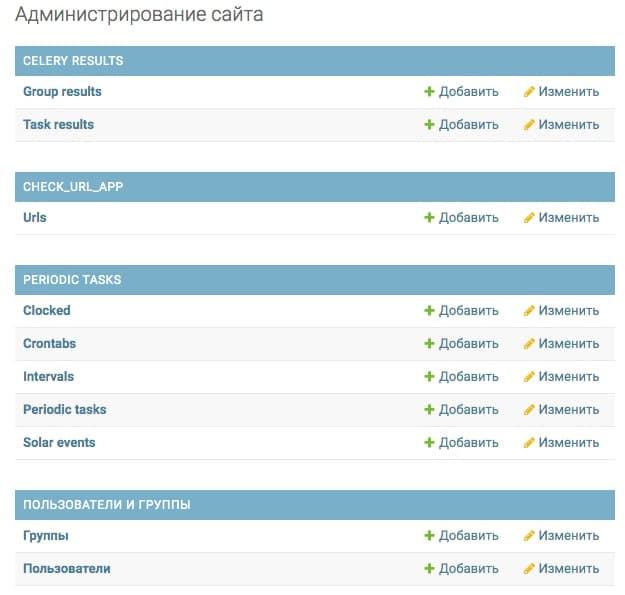 Администрирование сайта
CELERY RESULTS
Group results Добавить Изменить
Task results Добавить Изменить
CHECK_URL_APP
Urls Добавить Изменить
PERIODIC TASKS
Clocked Добавить Изменить
Crontabs Добавить Изменить
Intervals Добавить Изменить
Periodic tasks Добавить Изменить
Solar events Добавить Изменить
ПОЛЬЗОВАТЕЛИ И ГРУППЫ
Группы Добавить Изменить
Пользователи Добавить Изменить